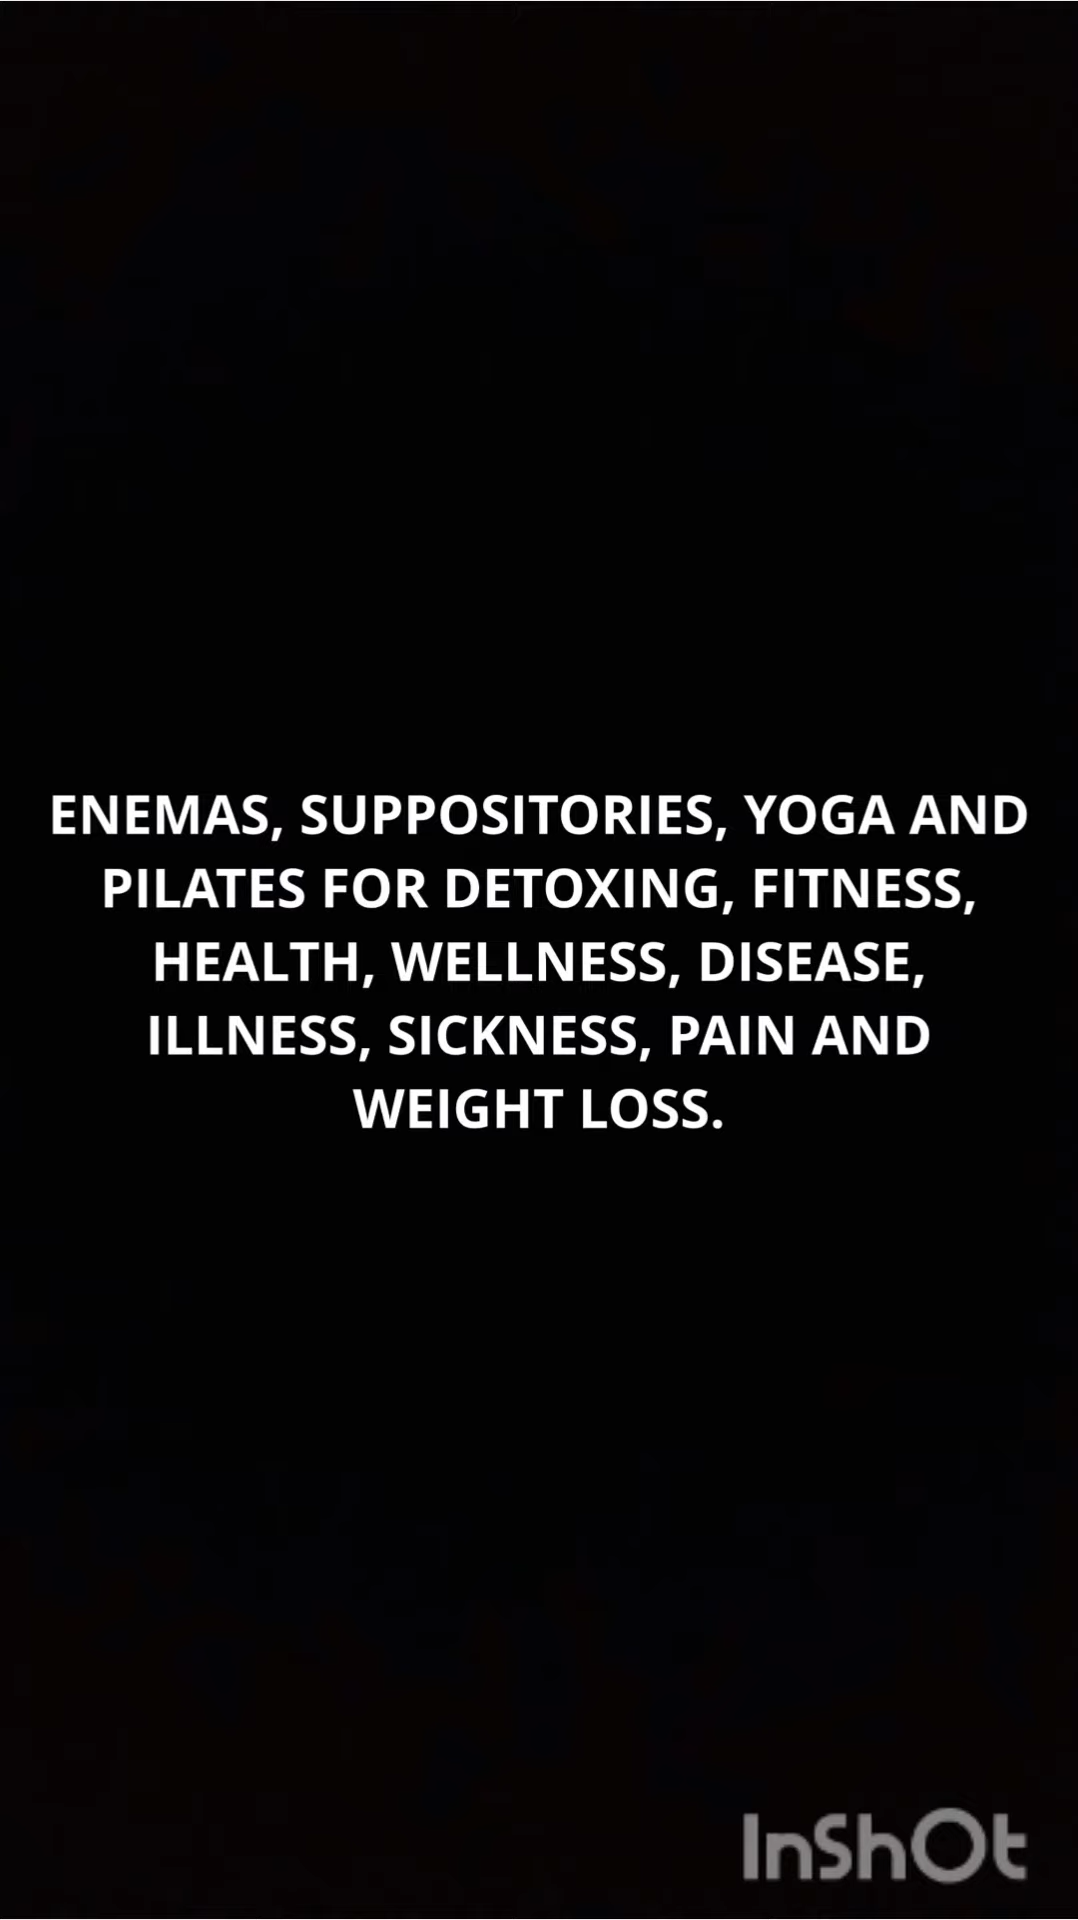 ENEMAS, SUPPOSITORIES, YOGA AND
PILATES FOR DETOXING, FITNESS,
HEALTH, WELLNESS, DISEASE,
ILLNESS, SICKNESS, PAIN AND
WEIGHT LOSS.
InShOt